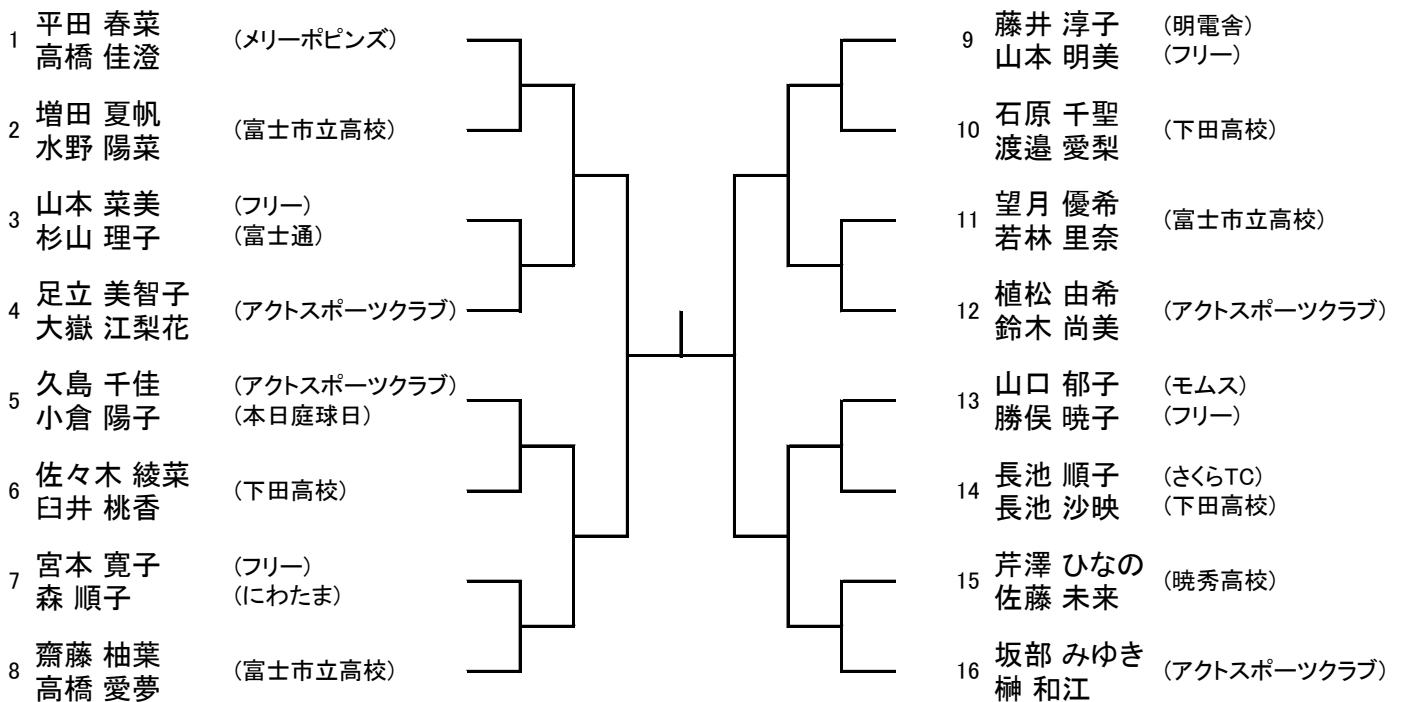 1 平田 春菜 (メリーポピンズ)
高橋 佳澄
2 増田 夏帆 (富士市立高校)
水野 陽菜
3 山本 菜美 (フリー)
杉山 理子 (富士通)
4 足立 美智子 (アクトスポーツクラブ)
大嶽 江梨花
5 久島 千佳 (アクトスポーツクラブ)
小倉 陽子 (本日庭球日)
6 佐々木 綾菜 (下田高校)
臼井 桃香
7 宮本 寛子 (フリー)
森 順子 (にわたま)
8 齋藤 柚葉 (富士市立高校)
高橋 愛夢
9 藤井 淳子 (明電舎)
山本 明美 (フリー)
10 石原 千聖 (下田高校)
渡邉 愛梨
11 望月 優希 (富士市立高校)
若林 里奈
12 植松 由希 (アクトスポーツクラブ)
鈴木 尚美
13 山口 郁子 (モムス)
勝俣 暁子 (フリー)
14 長池 順子 (さくらTC)
長池 沙映 (下田高校)
15 芹澤 ひなの (暁秀高校)
佐藤 未来
16 坂部 みゆき (アクトスポーツクラブ)
榊 和江